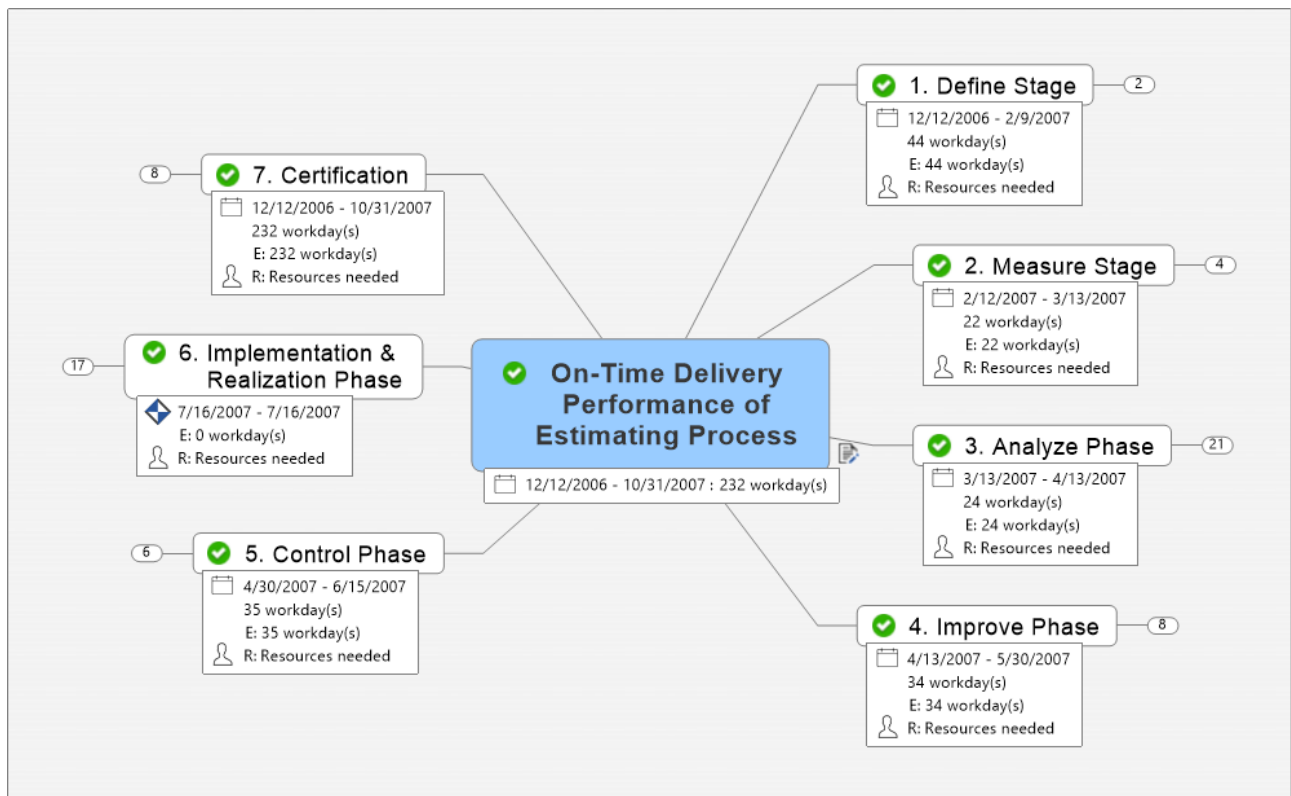 On-Time Delivery
Performance of
Estimating Process
12/12/2006 - 10/31/2007 : 232 workday(s)
1. Define Stage
2
12/12/2006 - 2/9/2007
44 workday(s)
E: 44 workday(s)
R: Resources needed
2. Measure Stage
4
2/12/2007 - 3/13/2007
22 workday(s)
E: 22 workday(s)
R: Resources needed
3. Analyze Phase
21
3/13/2007 - 4/13/2007
24 workday(s)
E: 24 workday(s)
R: Resources needed
4. Improve Phase
8
4/13/2007 - 5/30/2007
34 workday(s)
E: 34 workday(s)
R: Resources needed
5. Control Phase
6
4/30/2007 - 6/15/2007
35 workday(s)
E: 35 workday(s)
R: Resources needed
6. Implementation &
Realization Phase
17
7/16/2007 - 7/16/2007
E: 0 workday(s)
R: Resources needed
7. Certification
8
12/12/2006 - 10/31/2007
232 workday(s)
E: 232 workday(s)
R: Resources needed